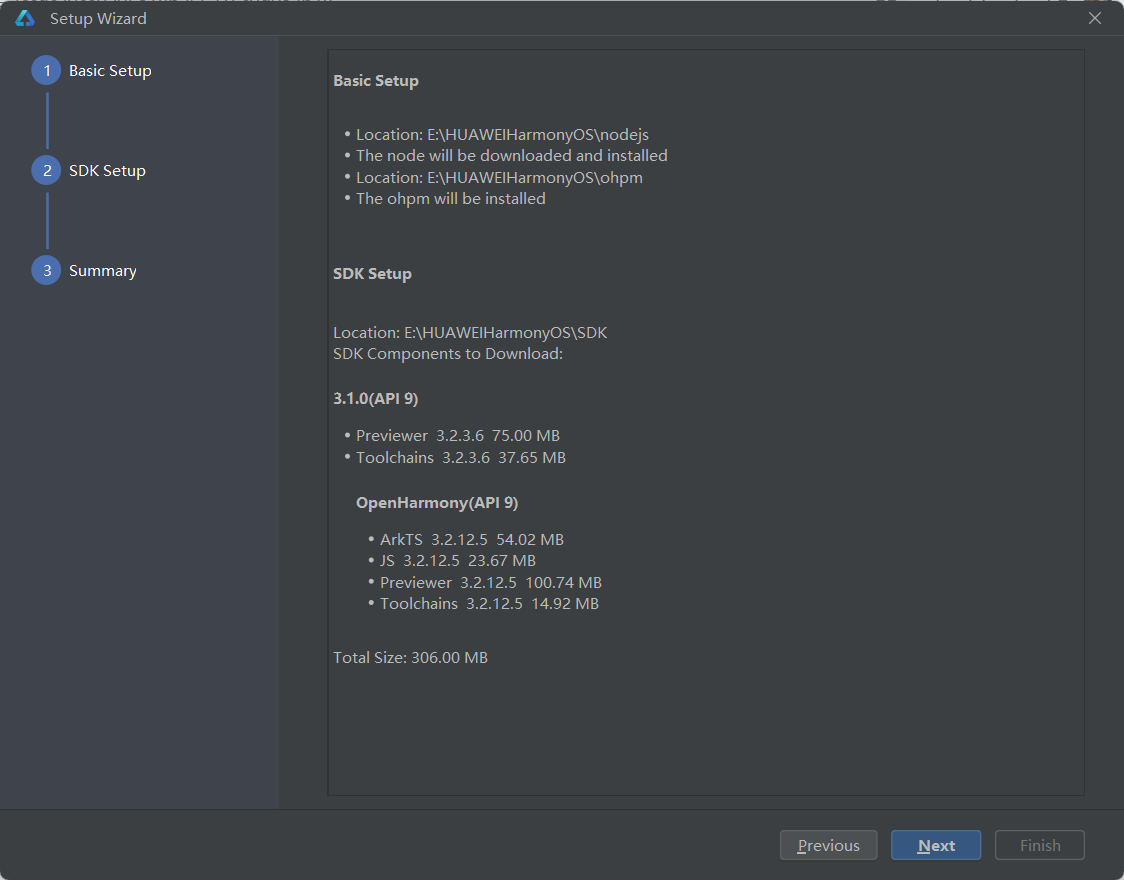 Setup Wizard
1 Basic Setup
2 SDK Setup
3 Summary
Basic Setup
• Location: E:\HUAWEIHarmonyOS\nodejs
• The node will be downloaded and installed
• Location: E:\HUAWEIHarmonyOS\ohpm
• The ohpm will be installed
SDK Setup
Location: E:\HUAWEIHarmonyOS\SDK
SDK Components to Download:
3.1.0(API 9)
• Previewer 3.2.3.6 75.00 MB
• Toolchains 3.2.3.6 37.65 MB
OpenHarmony(API 9)
• ArkTS 3.2.12.5 54.02 MB
• JS 3.2.12.5 23.67 MB
• Previewer 3.2.12.5 100.74 MB
• Toolchains 3.2.12.5 14.92 MB
Total Size: 306.00 MB
Previous
Next
Finish